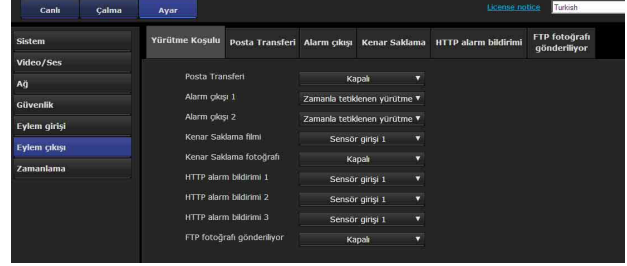 Canlı Çalma Ayar License notice Turkish
Sistem
Video/Ses
Ağ
Güvenlik
Eylem girişi
Eylem çıkışı
Zamanlama
Yürütme Koşulu Posta Transferi Alarm çıkışı Kenar Saklama HTTP alarm bildirimi FTP fotoğrafı gönderiliyor
Posta Transferi Kapalı
Alarm çıkışı 1 Zamanla tetiklenen yürütme
Alarm çıkışı 2 Zamanla tetiklenen yürütme
Kenar Saklama filmi Sensör girişi 1
Kenar Saklama fotoğrafı Kapalı
HTTP alarm bildirimi 1 Sensör girişi 1
HTTP alarm bildirimi 2 Sensör girişi 1
HTTP alarm bildirimi 3 Sensör girişi 1
FTP fotoğrafı gönderiliyor Kapalı